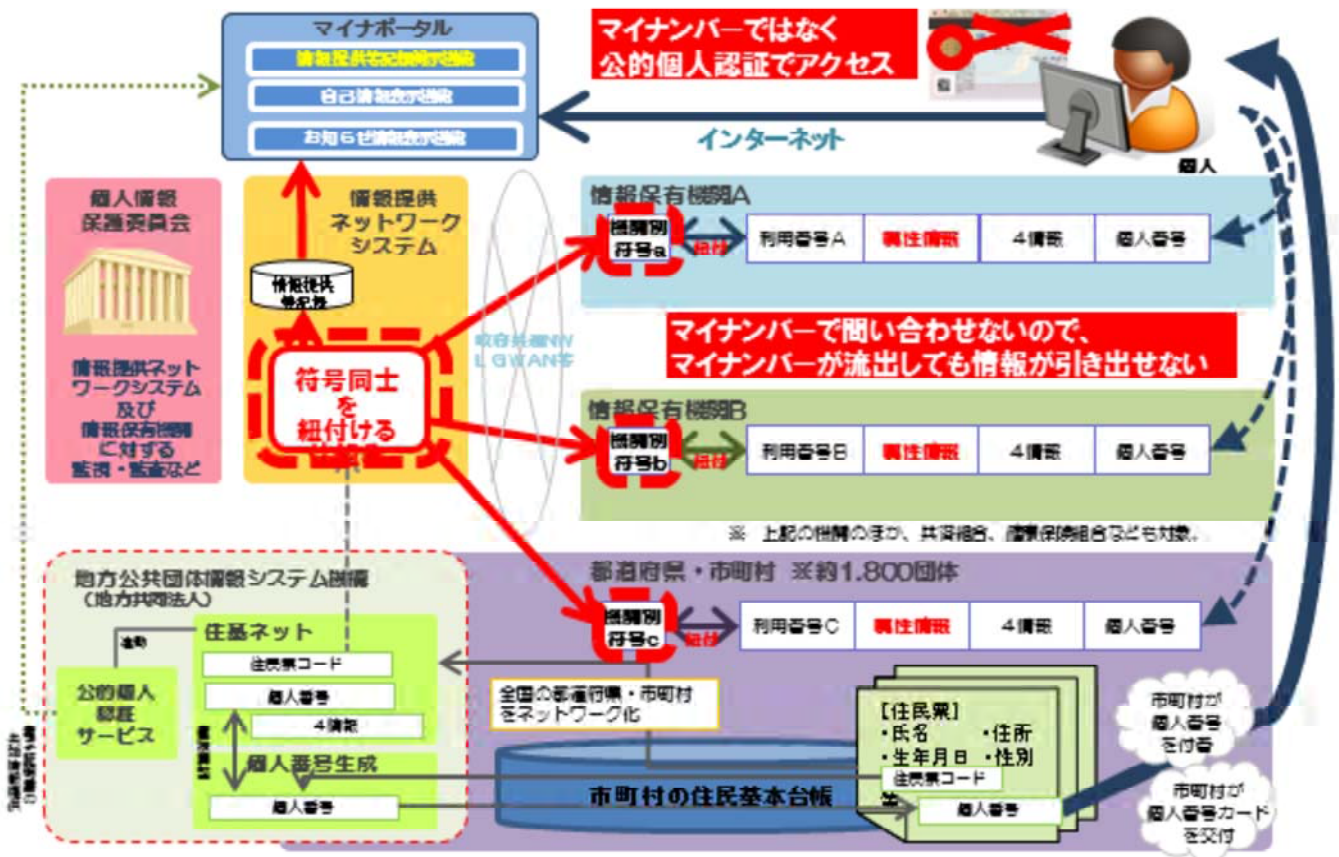 マイナポータル
自己情報表示機能
お知らせ情報表示機能
マイナンバーではなく
公的個人認証でアクセス
インターネット
個人
個人情報
保護委員会
情報提供ネット
ワークシステム
及び
情報保有機関
に対する
監視・監査など
情報提供
ネットワーク
システム
情報提供
等記録
符号同士
を
紐付ける
情報保有機関A
機関別
符号a
紐付
利用番号A
属性情報
4情報
個人番号
マイナンバーで問い合わせないので、
マイナンバーが流出しても情報が引き出せない
情報保有機関B
機関別
符号b
紐付
利用番号B
属性情報
4情報
個人番号
※ 上記の機関のほか、共済組合、健康保険組合なども対象。
都道府県・市町村 ※約1.800団体
機関別
符号c
紐付
利用番号C
属性情報
4情報
個人番号
地方公共団体情報システム機構
（地方共同法人）
住基ネット
住民票コード
個人番号
4情報
公的個人
認証
サービス
個人番号生成
個人番号
全国の都道府県・市町村
をネットワーク化
市町村の住民基本台帳
【住民票】
・氏名 ・住所
・生年月日 ・性別
住民票コード
等
個人番号
市町村が
個人番号
を付番
市町村が
個人番号カード
を交付